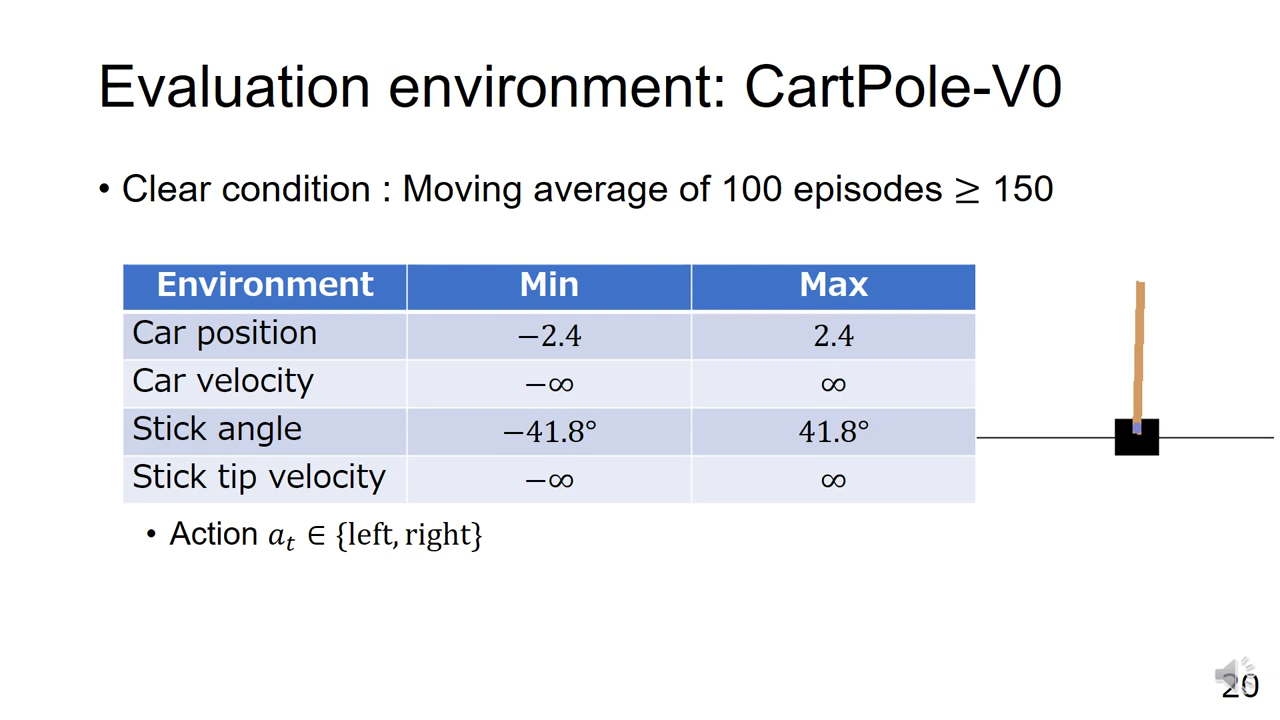 Evaluation environment: CartPole-V0
• Clear condition : Moving average of 100 episodes ≥ 150
Environment Min Max
Car position −2.4 2.4
Car velocity −∞ ∞
Stick angle −41.8° 41.8°
Stick tip velocity −∞ ∞
• Action aₜ ∈ {left, right}
20